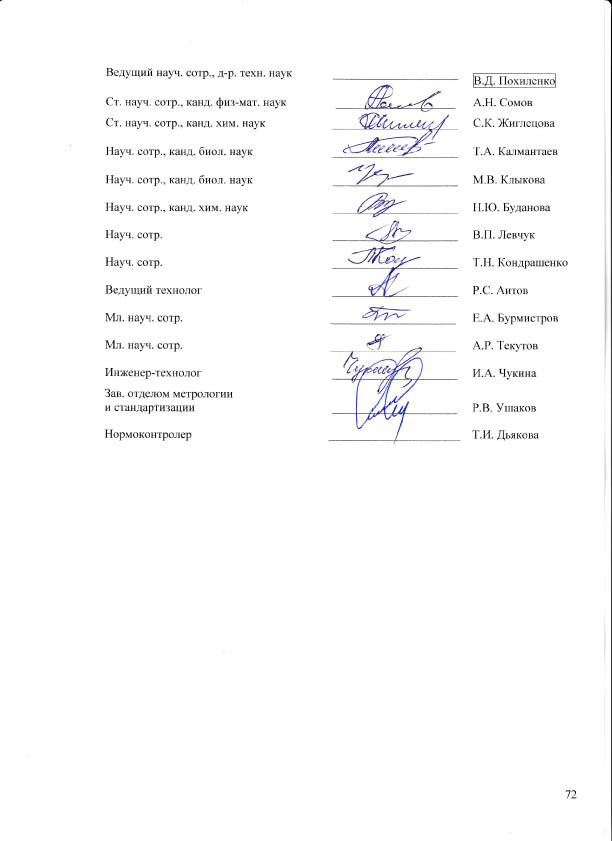 Ведущий науч. сотр., д-р. техн. наук В.Д. Похиленко
Ст. науч. сотр., канд. физ-мат. наук А.Н. Сомов
Ст. науч. сотр., канд. хим. наук С.К. Жиглецова
Науч. сотр., канд. биол. наук Т.А. Калмантаев
Науч. сотр., канд. биол. наук М.В. Клыкова
Науч. сотр., канд. хим. наук Н.Ю. Буданова
Науч. сотр. В.П. Левчук
Науч. сотр. Т.Н. Кондрашенко
Ведущий технолог Р.С. Аитов
Мл. науч. сотр. Е.А. Бурмистров
Мл. науч. сотр. А.Р. Текутов
Инженер-технолог И.А. Чукина
Зав. отделом метрологии
и стандартизации Р.В. Ушаков
Нормоконтролер Т.И. Дьякова
72